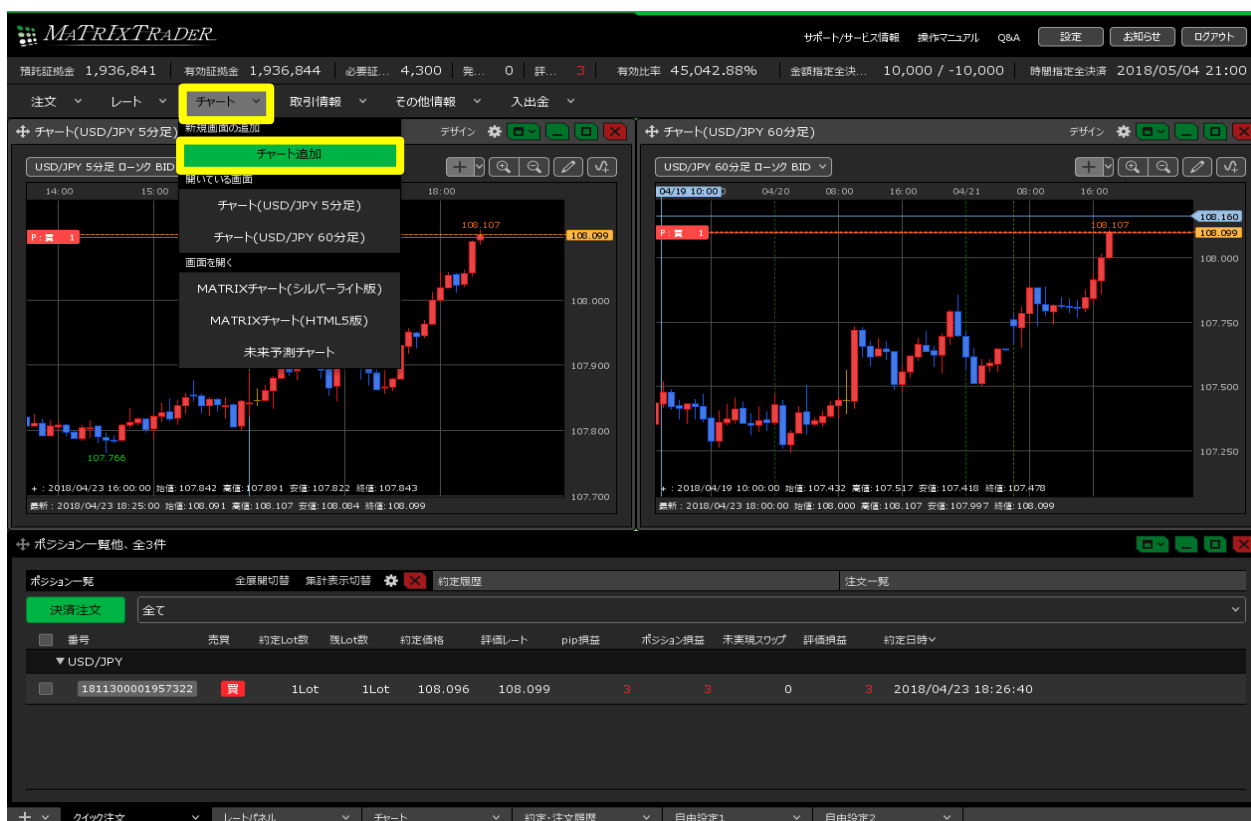 MATRIXTRADER
サポート/サービス情報 操作マニュアル Q&A 設定 お知らせ ログアウト
預託証拠金 1,936,841 有効証拠金 1,936,844 必要証... 4,300 発... 0 評... 3 有効比率 45,042.88% 金額指定全決... 10,000 / -10,000 時間指定全決済 2018/05/04 21:00
注文 レート チャート 取引情報 その他情報 入出金
新規画面の追加
チャート追加
開いている画面
チャート(USD/JPY 5分足)
チャート(USD/JPY 60分足)
画面を開く
MATRIXチャート(シルバーライト版)
MATRIXチャート(HTML5版)
未来予測チャート
チャート(USD/JPY 5分足) デザイン
USD/JPY 5分足 ローソク BID
14:00 15:00 18:00
P:買 1
108.107
108.099
108.000
107.900
107.800
107.766
107.700
+ : 2018/04/23 16:00:00 始値:107.842 高値:107.891 安値:107.822 終値:107.843
最新 : 2018/04/23 18:25:00 始値:108.091 高値:108.107 安値:108.084 終値:108.099
チャート(USD/JPY 60分足) デザイン
USD/JPY 60分足 ローソク BID
04/19 10:00 04/20 08:00 16:00 04/21 08:00 16:00
108.160
P:買 1
108.107
108.099
108.000
107.750
107.500
107.250
+ : 2018/04/19 10:00:00 始値:107.432 高値:107.517 安値:107.418 終値:107.478
最新 : 2018/04/23 18:00:00 始値:108.000 高値:108.107 安値:107.997 終値:108.099
ポジション一覧他、全3件
ポジション一覧 全展開切替 集計表示切替 約定履歴 注文一覧
決済注文 全て
番号 売買 約定Lot数 残Lot数 約定価格 評価レート pip損益 ポジション損益 未実現スワップ 評価損益 約定日時
▼USD/JPY
1811300001957322 買 1Lot 1Lot 108.096 108.099 3 3 0 3 2018/04/23 18:26:40
+ クイック注文 レートパネル チャート 約定・注文履歴 自由設定1 自由設定2